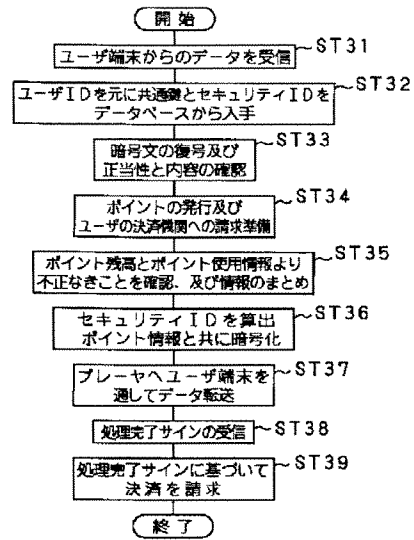 開 始
ユーザ端末からのデータを受信
ST31
ユーザIDを元に共通鍵とセキュリティIDを
データベースから入手
ST32
暗号文の復号及び
正当性と内容の確認
ST33
ポイントの発行及び
ユーザの決済機関への請求準備
ST34
ポイント残高とポイント使用情報より
不正なきことを確認、及び情報のまとめ
ST35
セキュリティIDを算出
ポイント情報と共に暗号化
ST36
プレーヤへユーザ端末を
通してデータ転送
ST37
処理完了サインの受信
ST38
処理完了サインに基づいて
決済を請求
ST39
終 了